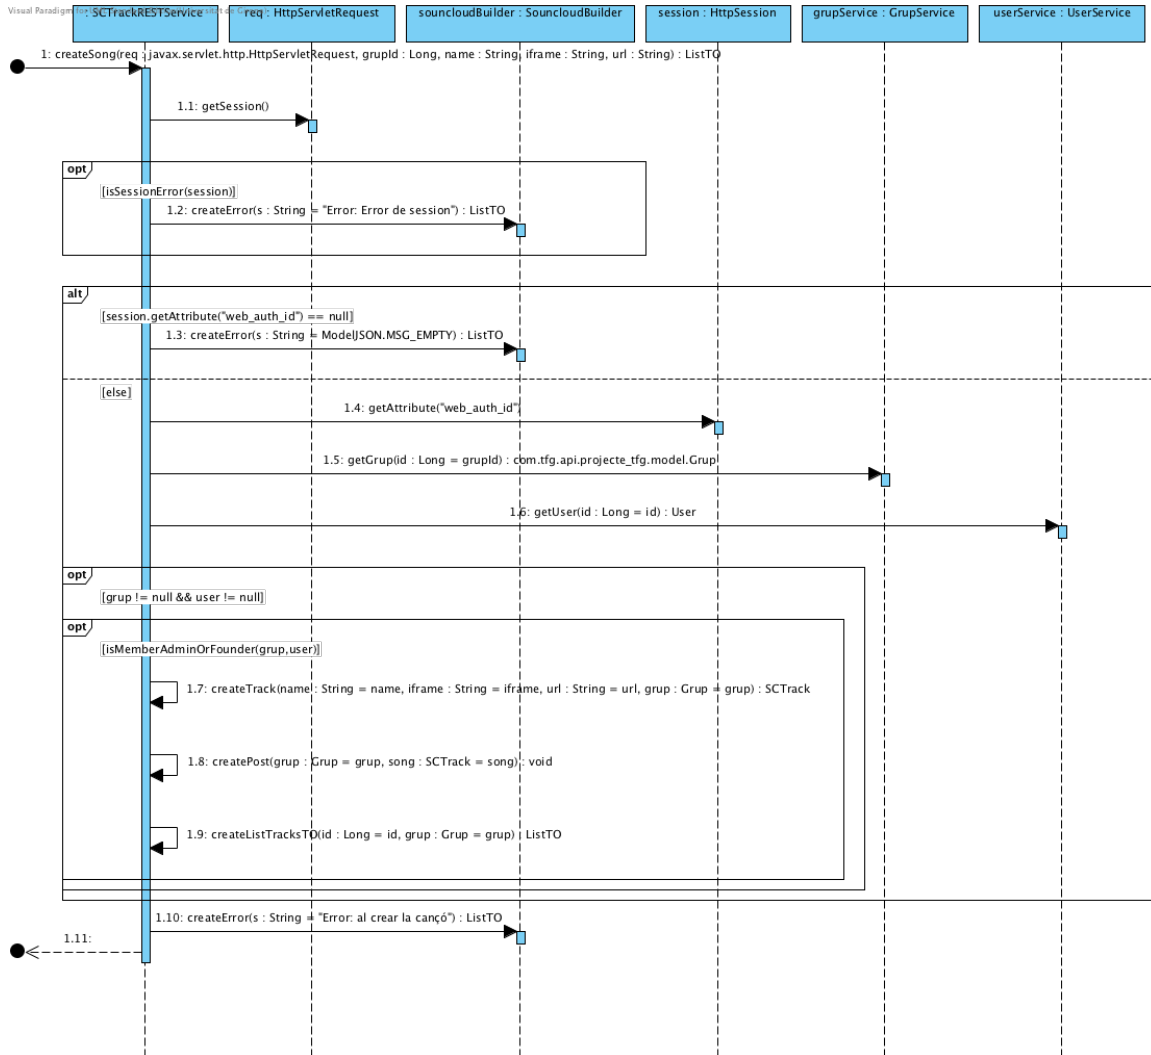 Visual Paradigm for
SCTrackRESTService
req : HttpServletRequest
souncloudBuilder : SouncloudBuilder
session : HttpSession
grupService : GrupService
userService : UserService
1: createSong(req : javax.servlet.http.HttpServletRequest, grupId : Long, name : String, iframe : String, url : String) : ListTO
1.1: getSession()
opt
[isSessionError(session)]
1.2: createError(s : String = "Error: Error de session") : ListTO
alt
[session.getAttribute("web_auth_id") == null]
1.3: createError(s : String = ModelJSON.MSG_EMPTY) : ListTO
[else]
1.4: getAttribute("web_auth_id")
1.5: getGrup(id : Long = grupId) : com.tfg.api.projecte_tfg.model.Grup
1.6: getUser(id : Long = id) : User
opt
[grup != null && user != null]
opt
[isMemberAdminOrFounder(grup,user)]
1.7: createTrack(name : String = name, iframe : String = iframe, url : String = url, grup : Grup = grup) : SCTrack
1.8: createPost(grup : Grup = grup, song : SCTrack = song) : void
1.9: createListTracksTO(id : Long = id, grup : Grup = grup) : ListTO
1.10: createError(s : String = "Error: al crear la cançó") : ListTO
1.11: